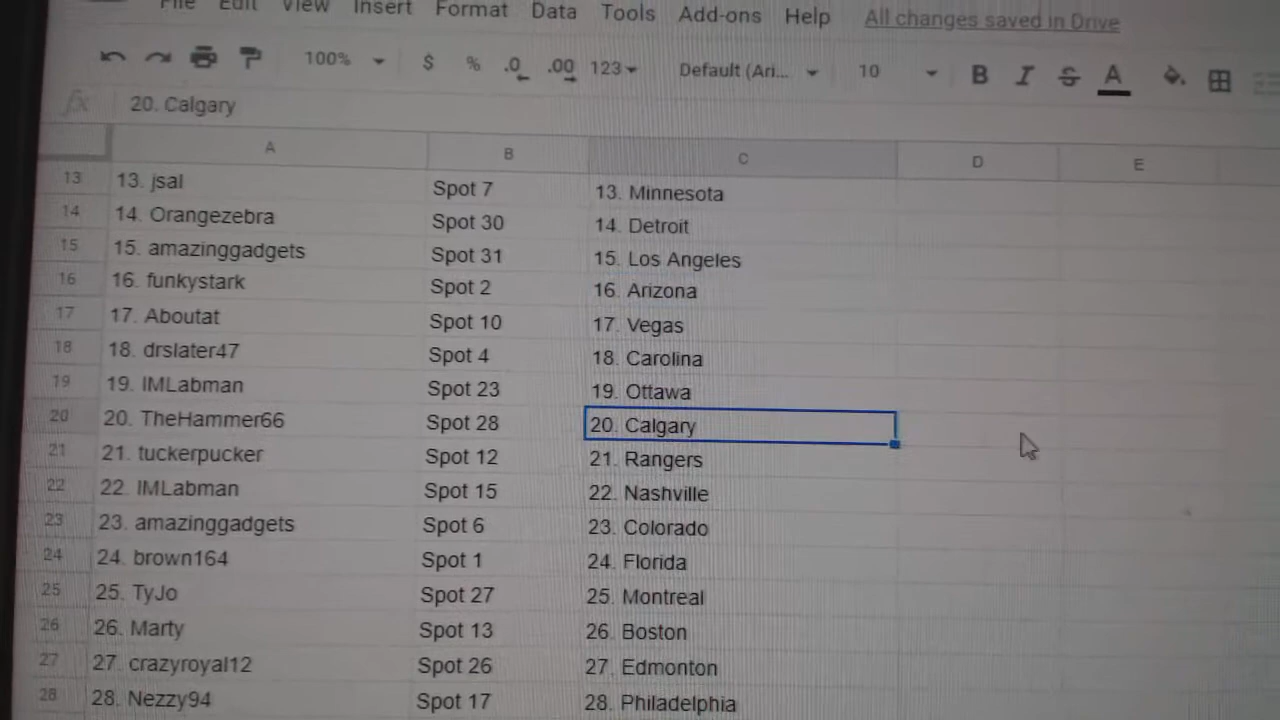 File Edit View Insert Format Data Tools Add-ons Help All changes saved in Drive
100% $ % .0 .00 123 Default (Ari... 10 B I S A
fx 20. Calgary
A B C D E
13 13. jsal Spot 7 13. Minnesota
14 14. Orangezebra Spot 30 14. Detroit
15 15. amazinggadgets Spot 31 15. Los Angeles
16 16. funkystark Spot 2 16. Arizona
17 17. Aboutat Spot 10 17. Vegas
18 18. drslater47 Spot 4 18. Carolina
19 19. IMLabman Spot 23 19. Ottawa
20 20. TheHammer66 Spot 28 20. Calgary
21 21. tuckerpucker Spot 12 21. Rangers
22 22. IMLabman Spot 15 22. Nashville
23 23. amazinggadgets Spot 6 23. Colorado
24 24. brown164 Spot 1 24. Florida
25 25. TyJo Spot 27 25. Montreal
26 26. Marty Spot 13 26. Boston
27 27. crazyroyal12 Spot 26 27. Edmonton
28 28. Nezzy94 Spot 17 28. Philadelphia